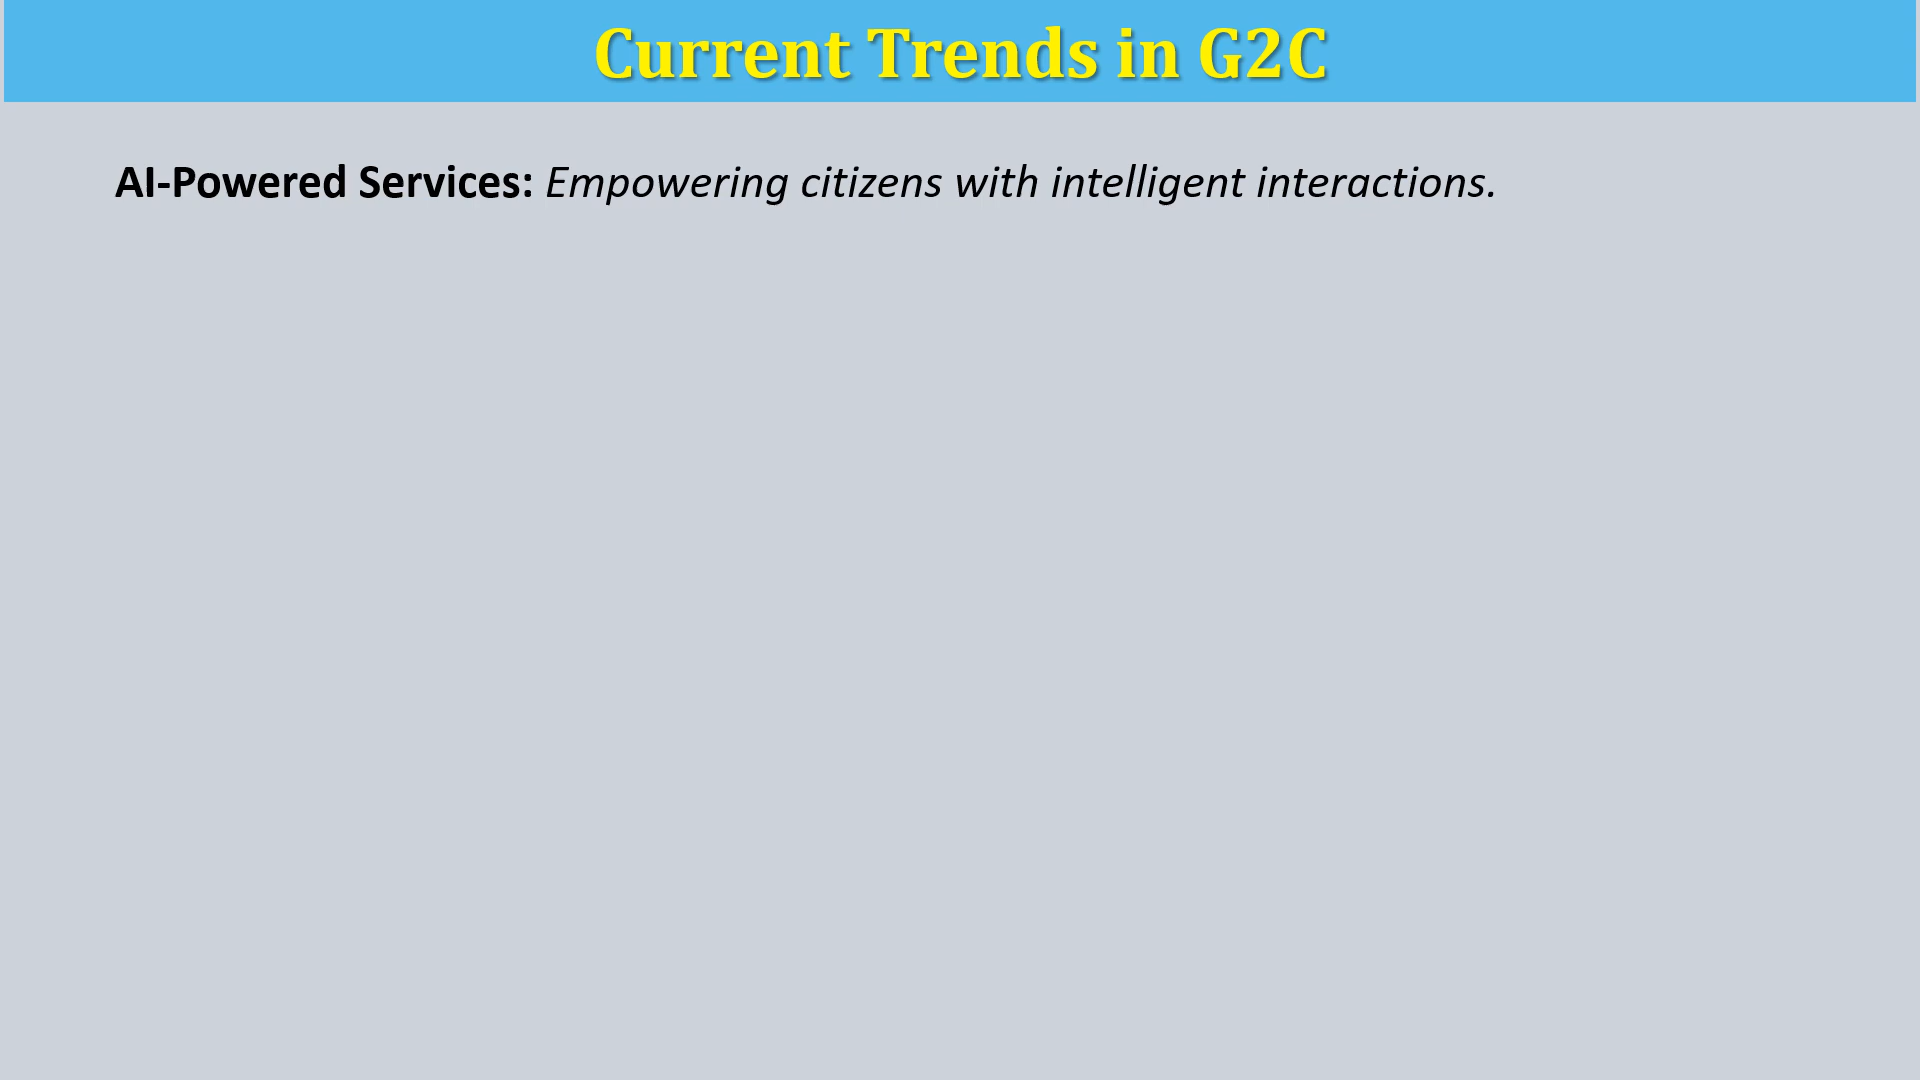 Current Trends in G2C
AI-Powered Services: Empowering citizens with intelligent interactions.